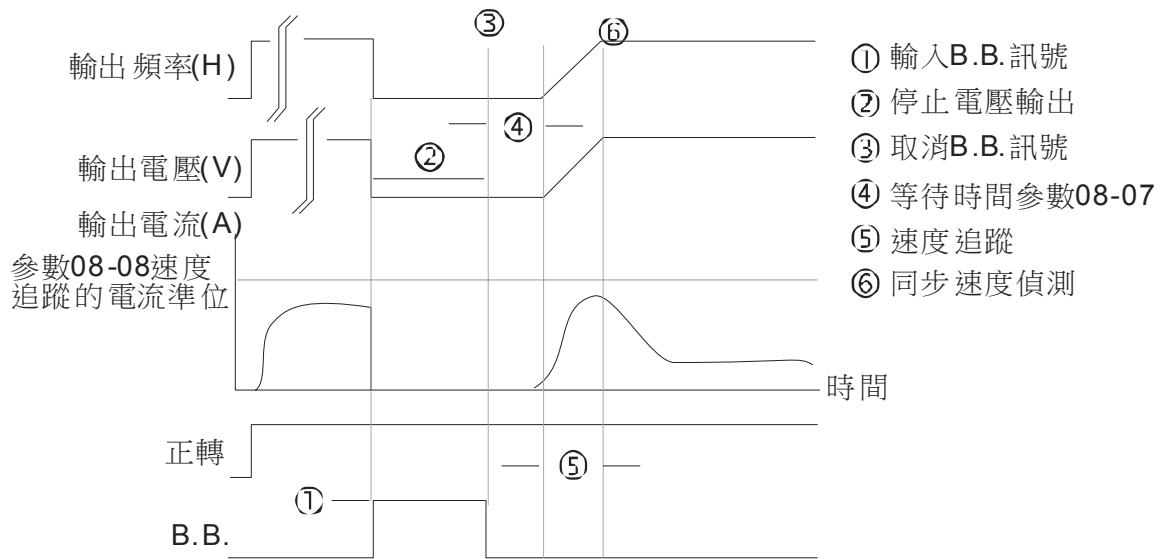 輸出頻率(H)
輸出電壓(V)
輸出電流(A)
參數08-08速度
追蹤的電流準位
正轉
B.B.
時間
③
⑥
④
②
⑤
①
① 輸入B.B.訊號
② 停止電壓輸出
③ 取消B.B.訊號
④ 等待時間參數08-07
⑤ 速度追蹤
⑥ 同步速度偵測